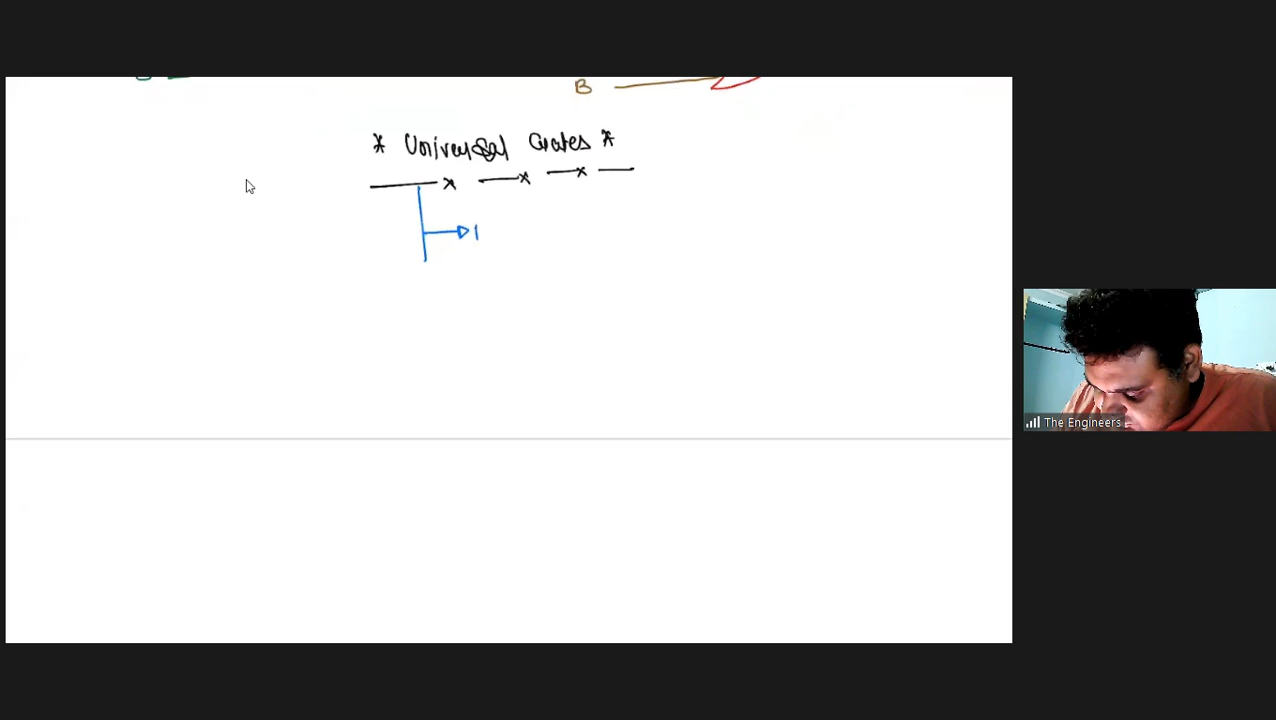 B
* Universal Gates *
1
The Engineers